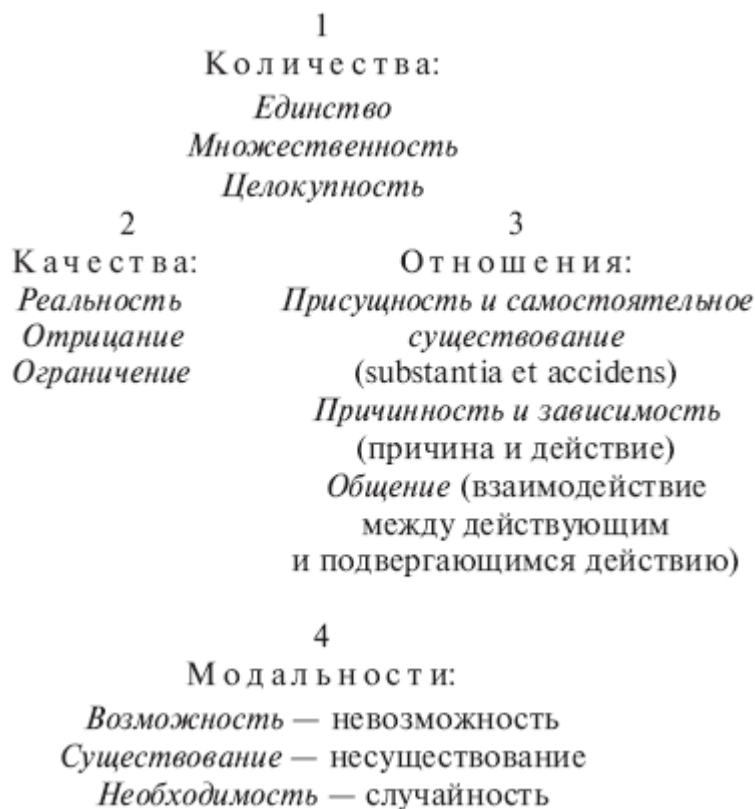 1
Количества:
Единство
Множественность
Целокупность
2
Качества:
Реальность
Отрицание
Ограничение
3
Отношения:
Присущность и самостоятельное
существование
(substantia et accidens)
Причинность и зависимость
(причина и действие)
Общение (взаимодействие
между действующим
и подвергающимся действию)
4
Модальности:
Возможность — невозможность
Существование — несуществование
Необходимость — случайность